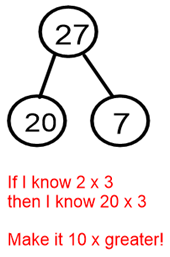 27
20 7
If I know 2 x 3
then I know 20 x 3
Make it 10 x greater!